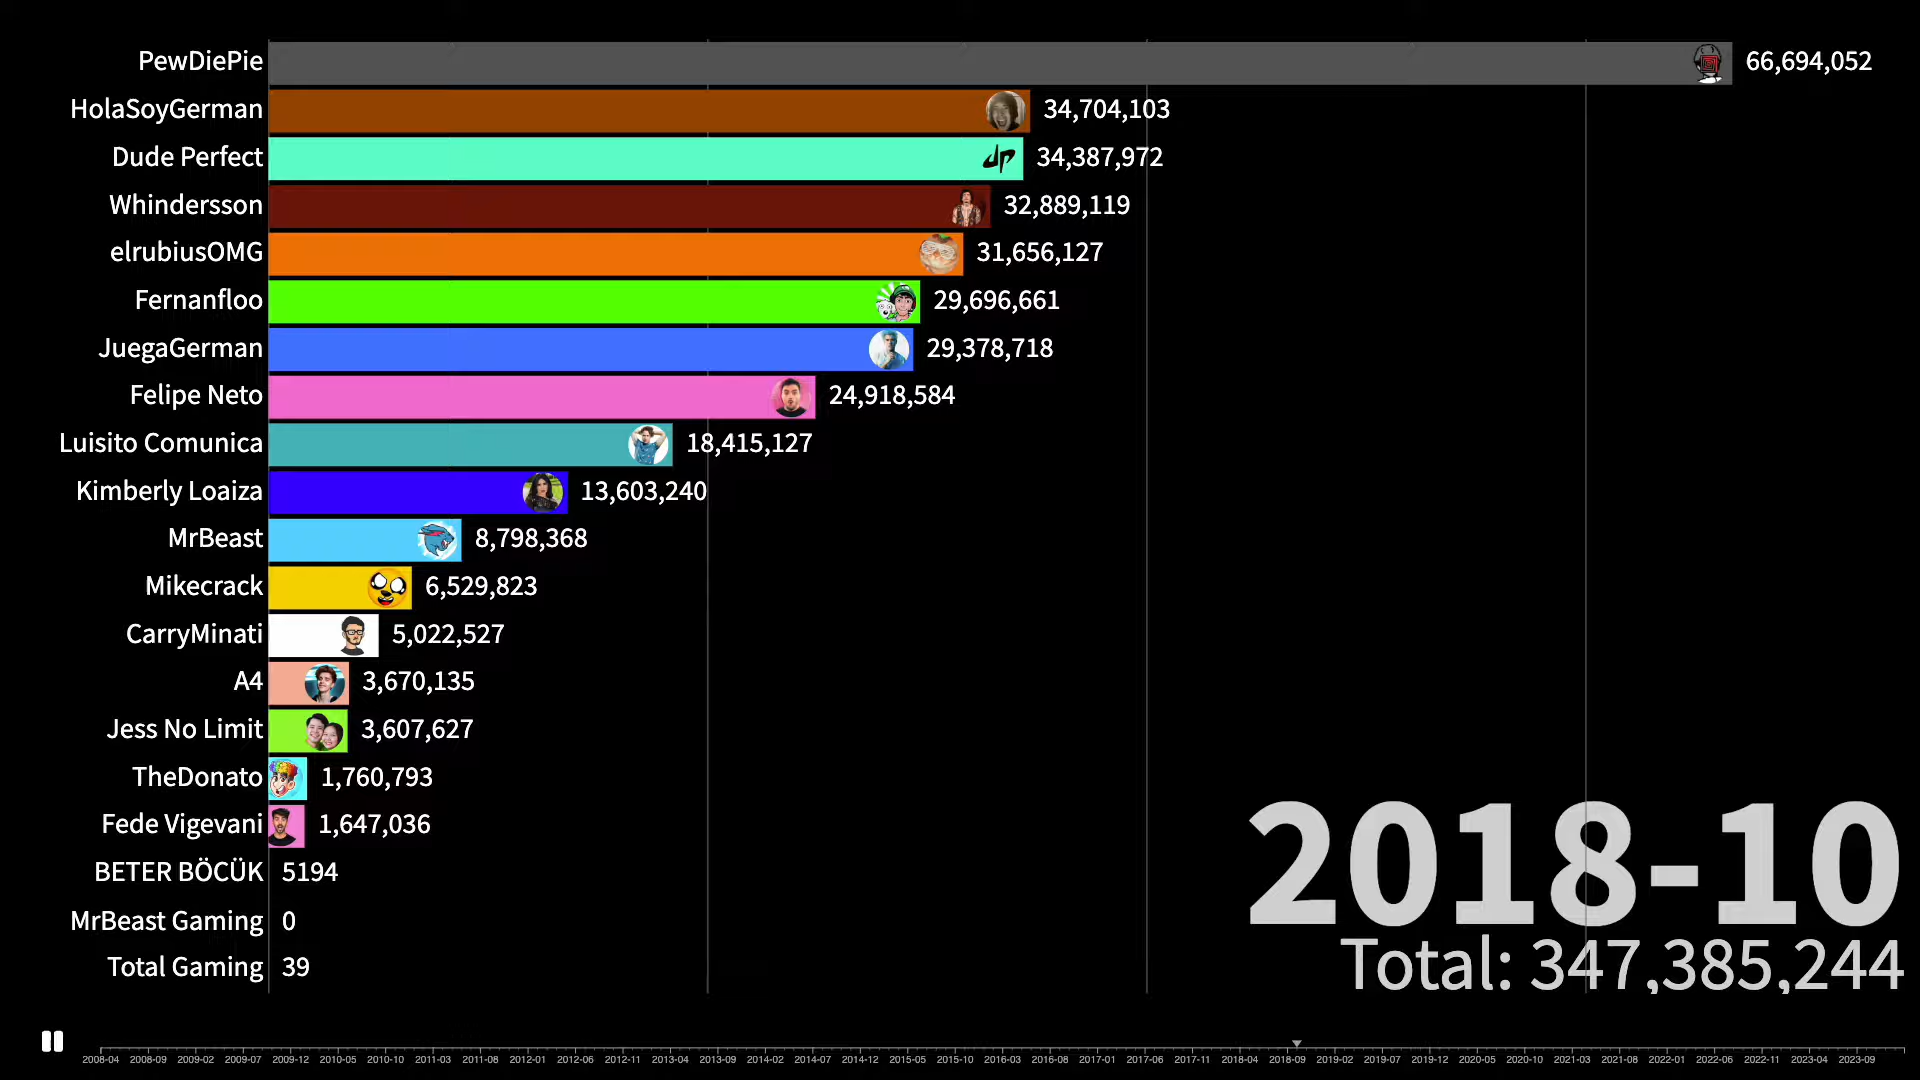 PewDiePie 66,694,052
HolaSoyGerman 34,704,103
Dude Perfect dp 34,387,972
Whindersson 32,889,119
elrubiusOMG 31,656,127
Fernanfloo 29,696,661
JuegaGerman 29,378,718
Felipe Neto 24,918,584
Luisito Comunica 18,415,127
Kimberly Loaiza 13,603,240
MrBeast 8,798,368
Mikecrack 6,529,823
CarryMinati 5,022,527
A4 3,670,135
Jess No Limit 3,607,627
TheDonato 1,760,793
Fede Vigevani 1,647,036
BETER BÖCÜK 5194
MrBeast Gaming 0
Total Gaming 39
2018-10
Total: 347,385,244
2008-04 2008-09 2009-02 2009-07 2009-12 2010-05 2010-10 2011-03 2011-08 2012-01 2012-06 2012-11 2013-04 2013-09 2014-02 2014-07 2014-12 2015-05 2015-10 2016-03 2016-08 2017-01 2017-06 2017-11 2018-04 2018-09 2019-02 2019-07 2019-12 2020-05 2020-10 2021-03 2021-08 2022-01 2022-06 2022-11 2023-04 2023-09